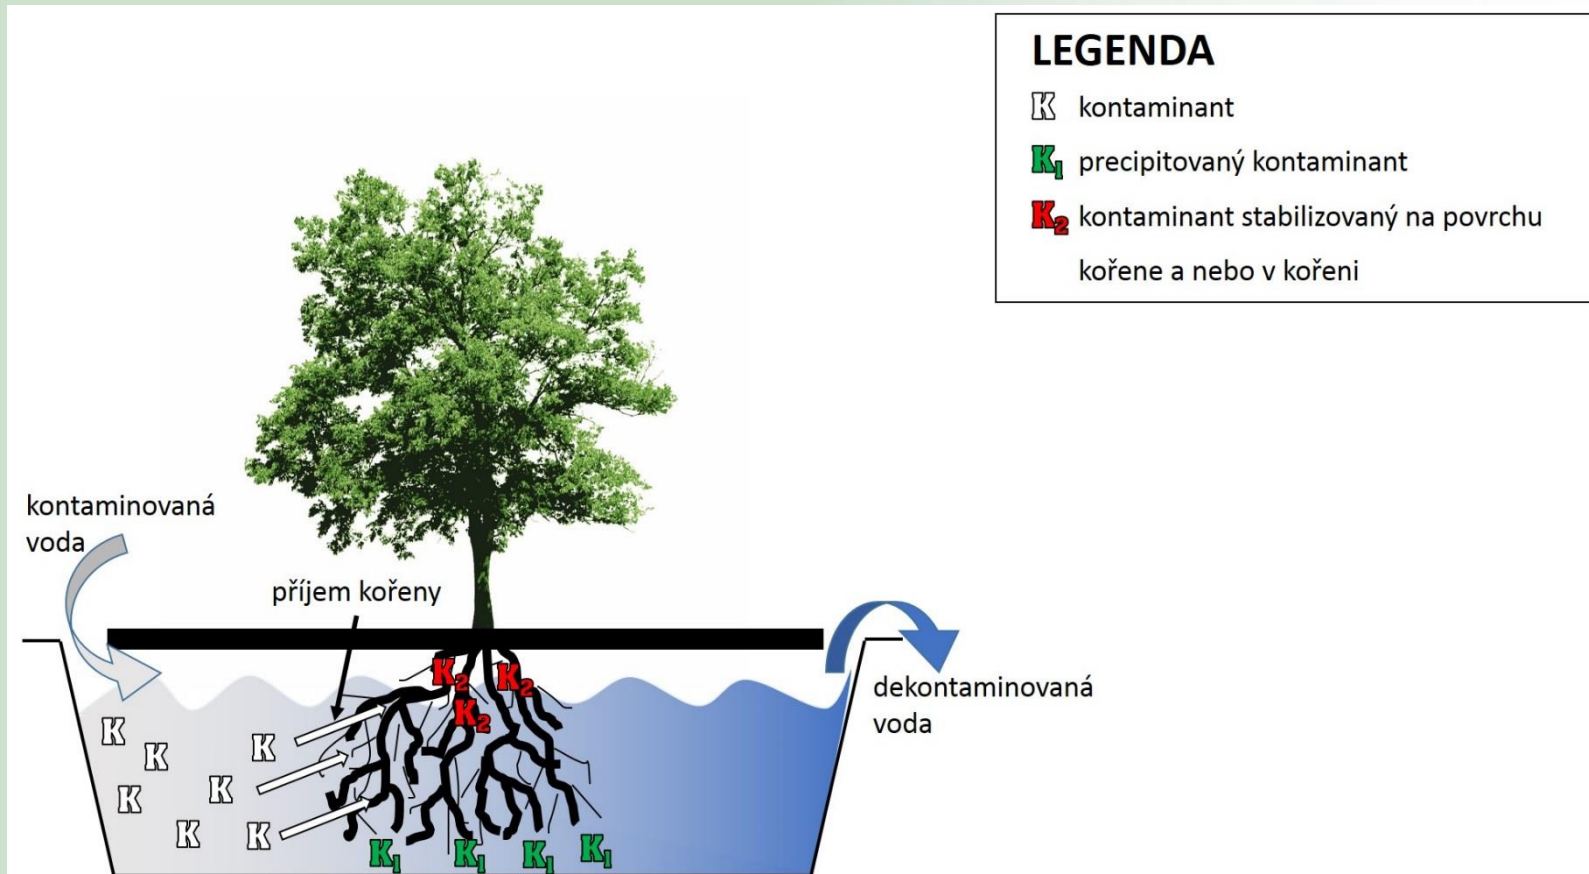 LEGENDA
K kontaminant
K1 precipitovaný kontaminant
K2 kontaminant stabilizovaný na povrchu
kořene a nebo v kořeni
kontaminovaná
voda
příjem kořeny
dekontaminovaná
voda
K2 K2
K2
K
K
K
K
K
K
K
K1 K1 K1 K1